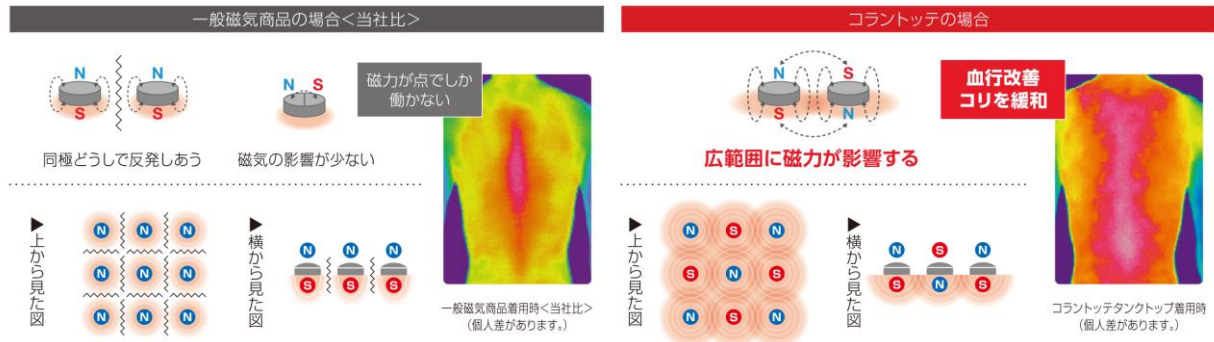 一般磁気商品の場合<当社比>
N
N
S
S
同極どうしで反発しあう
N
S
磁気の影響が少ない
磁力が点でしか
働かない
▶上から見た図
N
N
N
N
N
N
N
N
N
▶横から見た図
N
N
N
S
S
S
一般磁気商品着用時<当社比>
(個人差があります。)
コラントッテの場合
N
S
S
N
広範囲に磁力が影響する
血行改善
コリを緩和
▶上から見た図
N
S
N
S
N
S
N
S
N
▶横から見た図
N
S
N
S
N
S
コラントッテタンクトップ着用時
(個人差があります。)